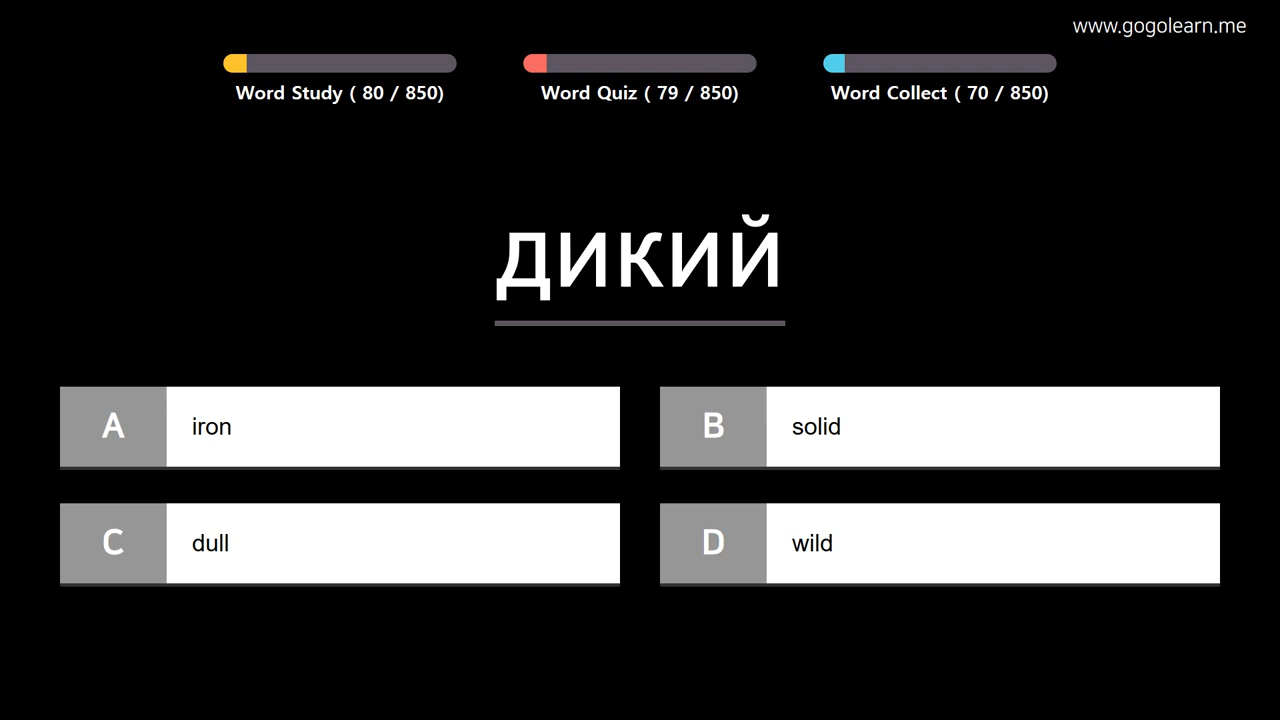 www.gogolearn.me
Word Study ( 80 / 850)
Word Quiz ( 79 / 850)
Word Collect ( 70 / 850)
дикий
A iron
B solid
C dull
D wild